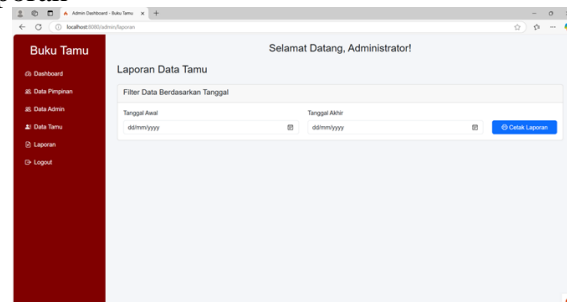 Admin Dashboard - Buku Tamu
localhost:8080/admin/laporan
Buku Tamu
Selamat Datang, Administrator!
Dashboard
Data Pimpinan
Data Admin
Data Tamu
Laporan
Logout
Laporan Data Tamu
Filter Data Berdasarkan Tanggal
Tanggal Awal
Tanggal Akhir
dd/mm/yyyy
dd/mm/yyyy
Cetak Laporan